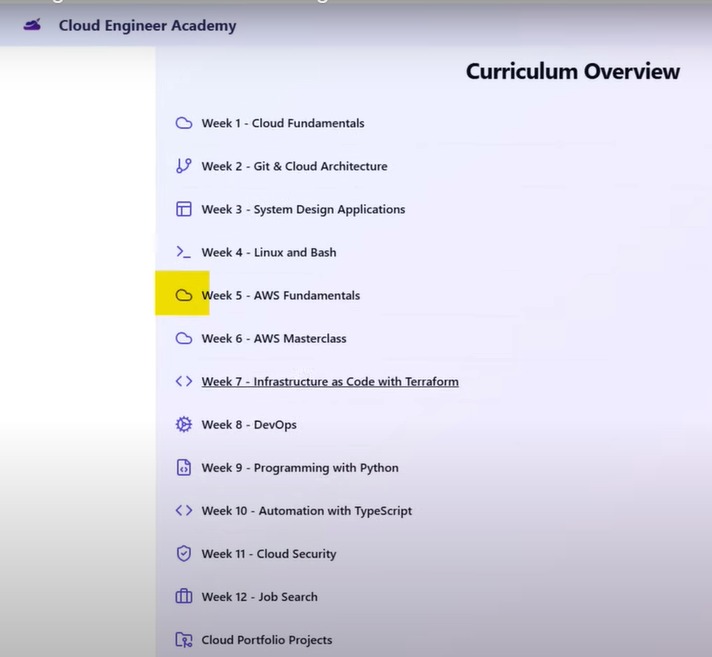 Cloud Engineer Academy
Curriculum Overview
Week 1 - Cloud Fundamentals
Week 2 - Git & Cloud Architecture
Week 3 - System Design Applications
Week 4 - Linux and Bash
Week 5 - AWS Fundamentals
Week 6 - AWS Masterclass
Week 7 - Infrastructure as Code with Terraform
Week 8 - DevOps
Week 9 - Programming with Python
Week 10 - Automation with TypeScript
Week 11 - Cloud Security
Week 12 - Job Search
Cloud Portfolio Projects